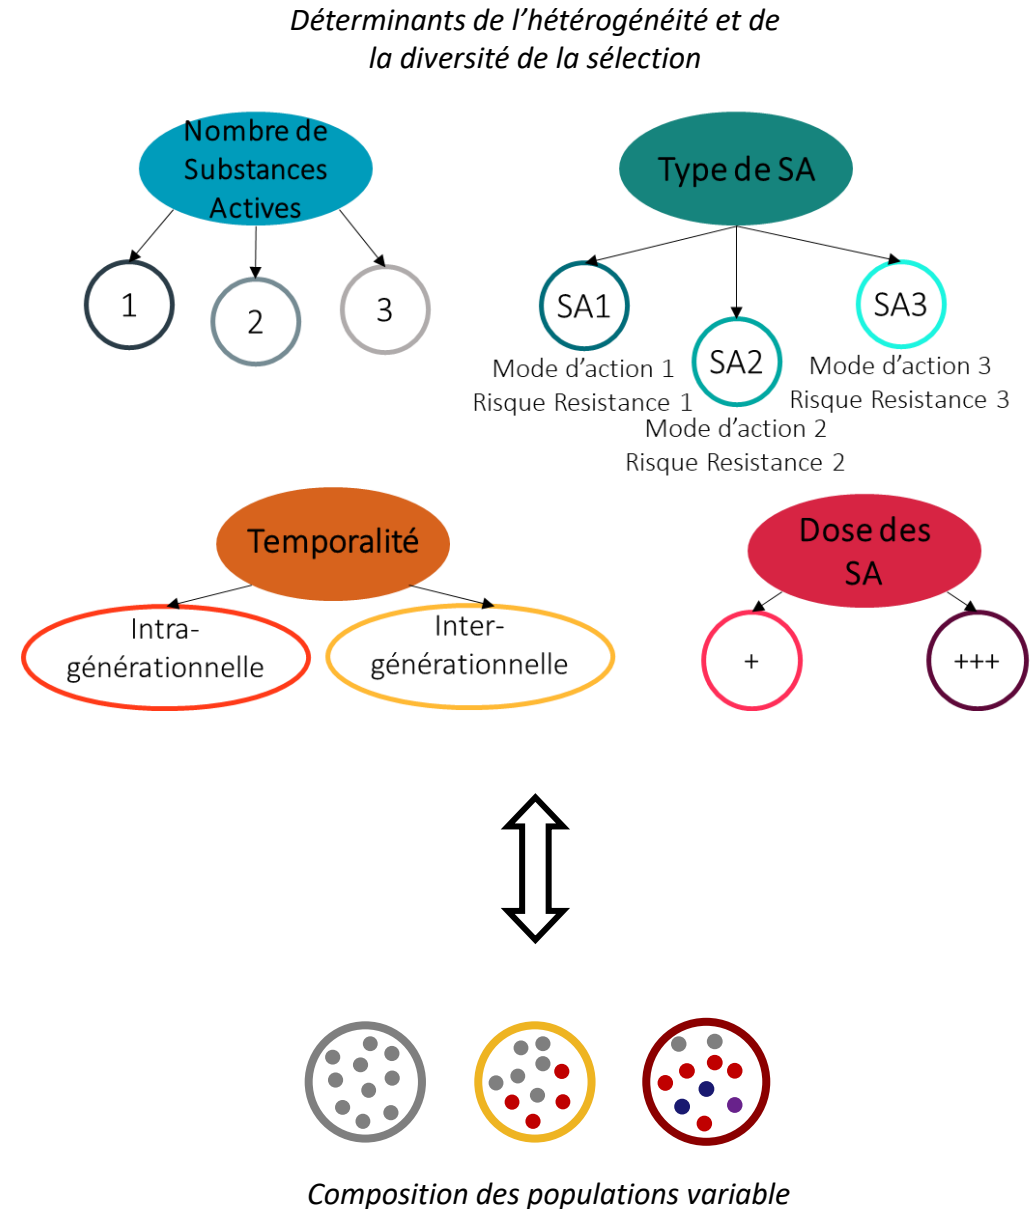 Déterminants de l’hétérogénéité et de
la diversité de la sélection
Nombre de
Substances
Actives
1
2
3
Type de SA
SA1
Mode d’action 1
Risque Resistance 1
SA2
Mode d’action 2
Risque Resistance 2
SA3
Mode d’action 3
Risque Resistance 3
Temporalité
Intra-
générationnelle
Inter-
générationnelle
Dose des
SA
+
+++
Composition des populations variable